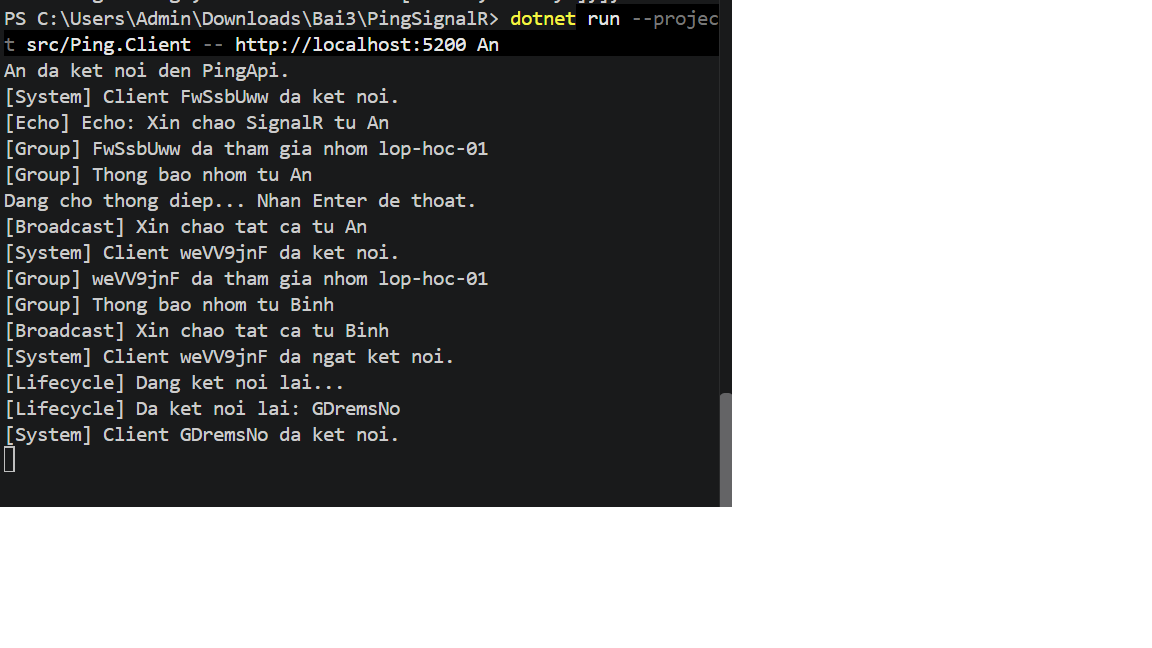 PS C:\Users\Admin\Downloads\Bai3\PingSignalR> dotnet run --projec
t src/Ping.Client -- http://localhost:5200 An
An da ket noi den PingApi.
[System] Client FwSsbUww da ket noi.
[Echo] Echo: Xin chao SignalR tu An
[Group] FwSsbUww da tham gia nhom lop-hoc-01
[Group] Thong bao nhom tu An
Dang cho thong diep... Nhan Enter de thoat.
[Broadcast] Xin chao tat ca tu An
[System] Client weVV9jnF da ket noi.
[Group] weVV9jnF da tham gia nhom lop-hoc-01
[Group] Thong bao nhom tu Binh
[Broadcast] Xin chao tat ca tu Binh
[System] Client weVV9jnF da ngat ket noi.
[Lifecycle] Dang ket noi lai...
[Lifecycle] Da ket noi lai: GDremsNo
[System] Client GDremsNo da ket noi.